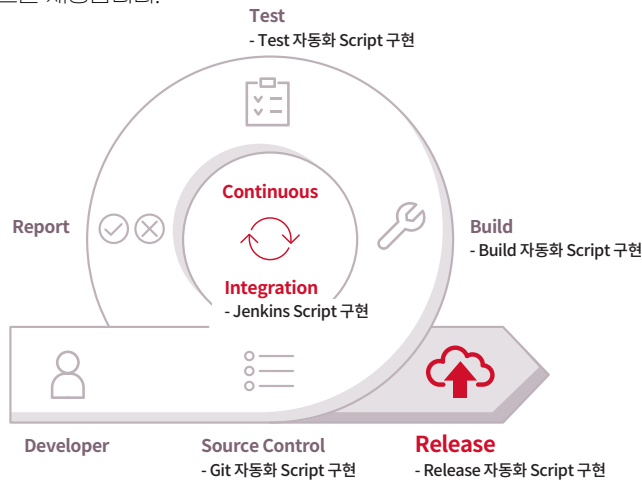 Test
- Test 자동화 Script 구현
Continuous
Integration
- Jenkins Script 구현
Report
Build
- Build 자동화 Script 구현
Developer
Source Control
- Git 자동화 Script 구현
Release
- Release 자동화 Script 구현